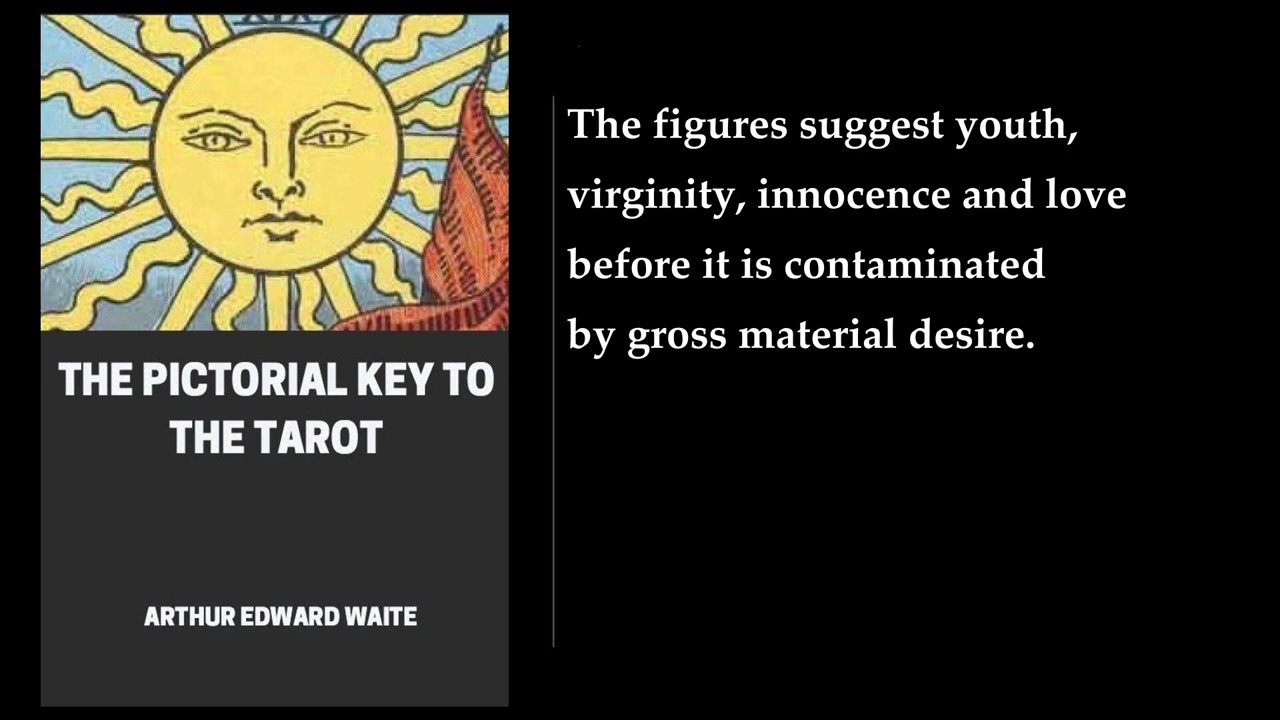 XIX
THE PICTORIAL KEY TO
THE TAROT
ARTHUR EDWARD WAITE
The figures suggest youth,
virginity, innocence and love
before it is contaminated
by gross material desire.